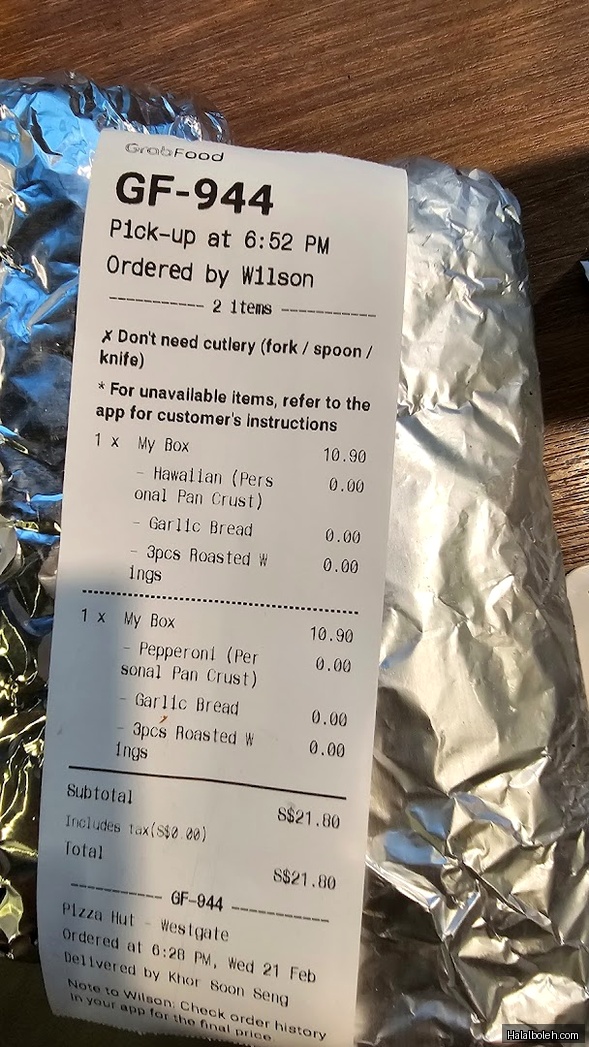 GrabFood
GF-944
Pick-up at 6:52 PM
Ordered by Wilson
----------- 2 items -----------
✗ Don't need cutlery (fork / spoon /
knife)
* For unavailable items, refer to the
app for customer's instructions
1 x My Box 10.90
- Hawaiian (Pers 0.00
onal Pan Crust)
- Garlic Bread 0.00
- 3pcs Roasted W 0.00
ings
1 x My Box 10.90
- Pepperoni (Per 0.00
sonal Pan Crust)
- Garlic Bread 0.00
- 3pcs Roasted W 0.00
ings
Subtotal S$21.80
Includes tax(S$0.00)
Total S$21.80
---------- GF-944 ----------
Pizza Hut - Westgate
Ordered at 6:28 PM, Wed 21 Feb
Delivered by Khor Soon Seng
Note to Wilson: Check order history
in your app for the final price
Halalboleh.com